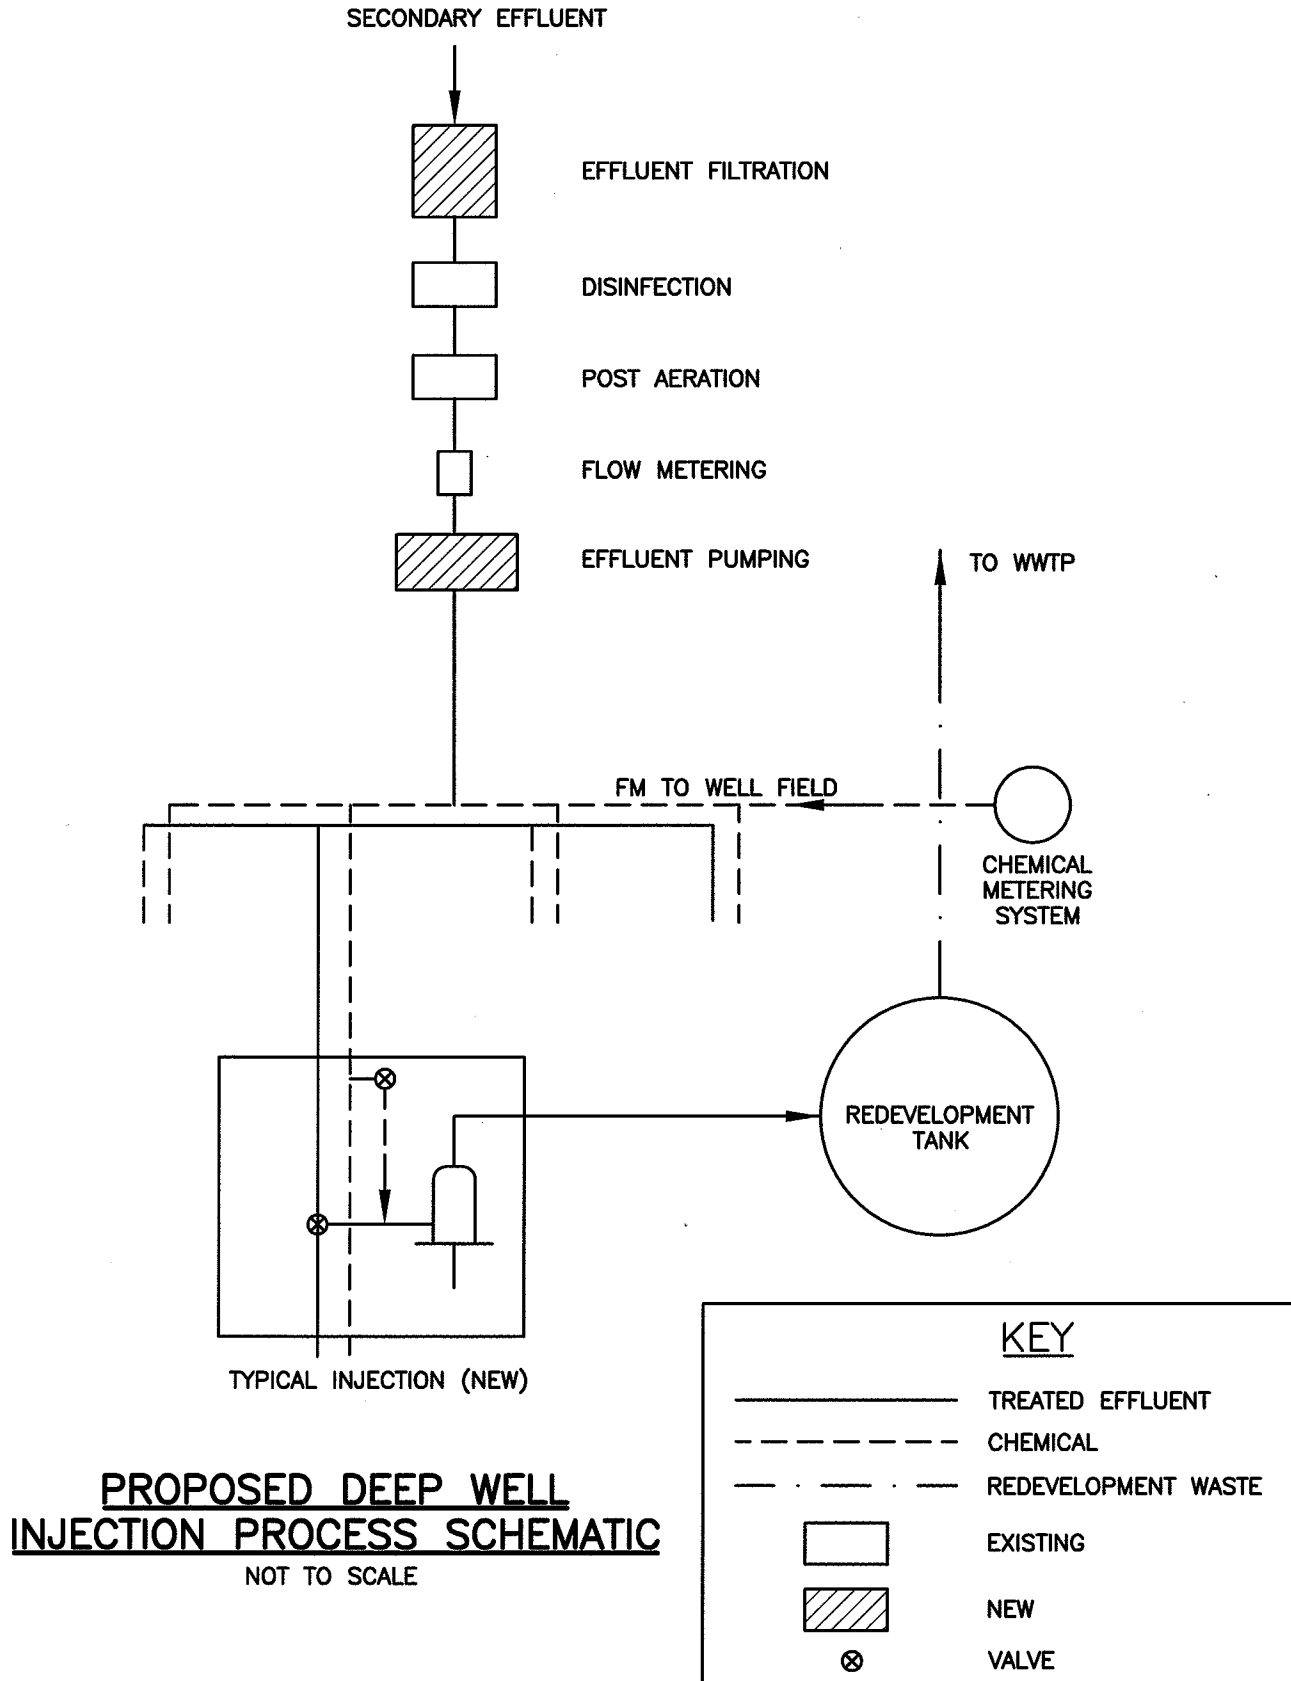 SECONDARY EFFLUENT
EFFLUENT FILTRATION
DISINFECTION
POST AERATION
FLOW METERING
EFFLUENT PUMPING
TO WWTP
FM TO WELL FIELD
CHEMICAL
METERING
SYSTEM
REDEVELOPMENT
TANK
TYPICAL INJECTION (NEW)
PROPOSED DEEP WELL
INJECTION PROCESS SCHEMATIC
NOT TO SCALE
KEY
TREATED EFFLUENT
CHEMICAL
REDEVELOPMENT WASTE
EXISTING
NEW
VALVE